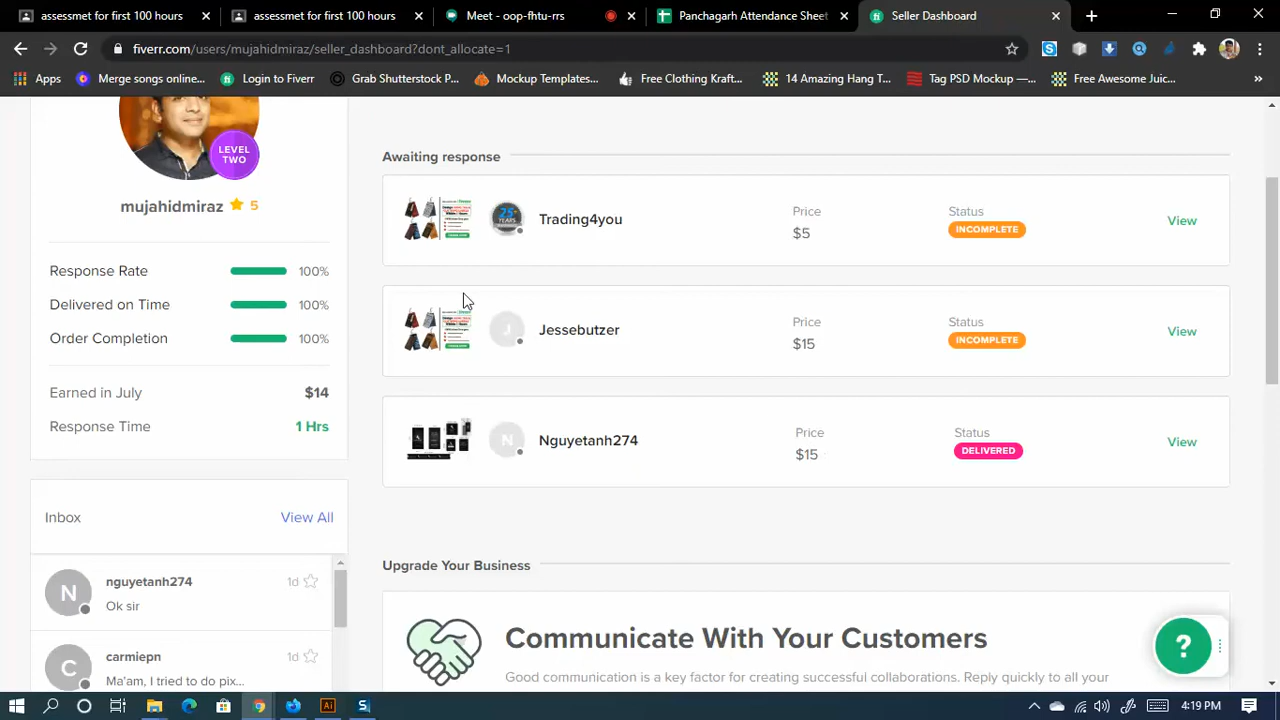 assessmet for first 100 hours
assessmet for first 100 hours
Meet - oop-fhtu-rrs
Panchagarh Attendance Sheet
Seller Dashboard
fiverr.com/users/mujahidmiraz/seller_dashboard?dont_allocate=1
Apps
Merge songs online...
Login to Fiverr
Grab Shutterstock P...
Mockup Templates...
Free Clothing Kraft...
14 Amazing Hang T...
Tag PSD Mockup —...
Free Awesome Juic...
»
LEVEL
TWO
mujahidmiraz 5
Response Rate 100%
Delivered on Time 100%
Order Completion 100%
Earned in July $14
Response Time 1 Hrs
Inbox View All
N nguyetanh274 1d
Ok sir
C carmiepn 1d
Ma'am, I tried to do pix...
Awaiting response
Trading4you
Price
$5
Status
INCOMPLETE
View
J Jessebutzer
Price
$15
Status
INCOMPLETE
View
N Nguyetanh274
Price
$15
Status
DELIVERED
View
Upgrade Your Business
Communicate With Your Customers
Good communication is a key factor for creating successful collaborations. Reply quickly to all your
?
4:19 PM